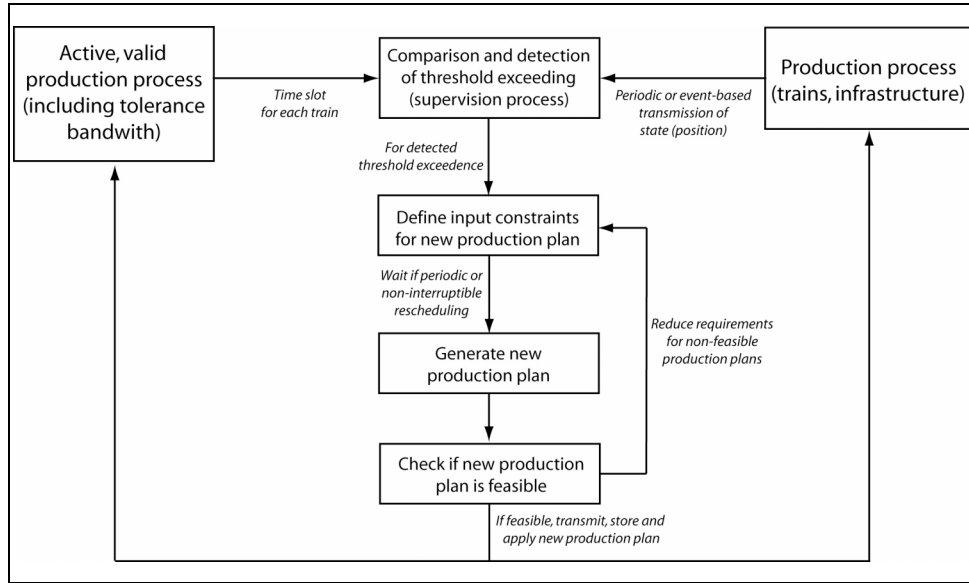 Active, valid
production process
(including tolerance
bandwith)
Time slot
for each train
Comparison and detection
of threshold exceeding
(supervision process)
Periodic or event-based
transmission of
state (position)
Production process
(trains, infrastructure)
For detected
threshold exceedence
Define input constraints
for new production plan
Wait if periodic or
non-interruptible
rescheduling
Reduce requirements
for non-feasible
production plans
Generate new
production plan
Check if new production
plan is feasible
If feasible, transmit, store and
apply new production plan